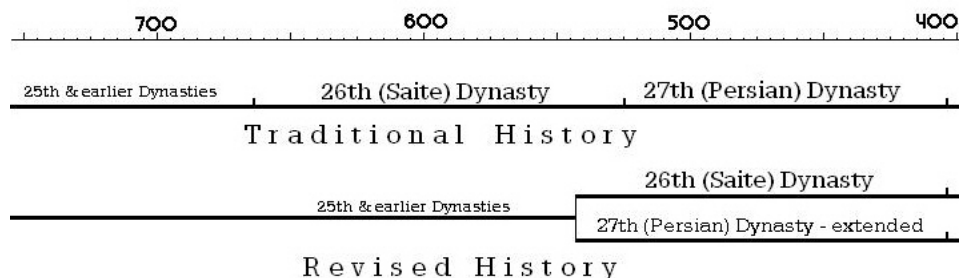 700 600 500 400
25th & earlier Dynasties 26th (Saite) Dynasty 27th (Persian) Dynasty
Traditional History
26th (Saite) Dynasty
25th & earlier Dynasties
27th (Persian) Dynasty - extended
Revised History